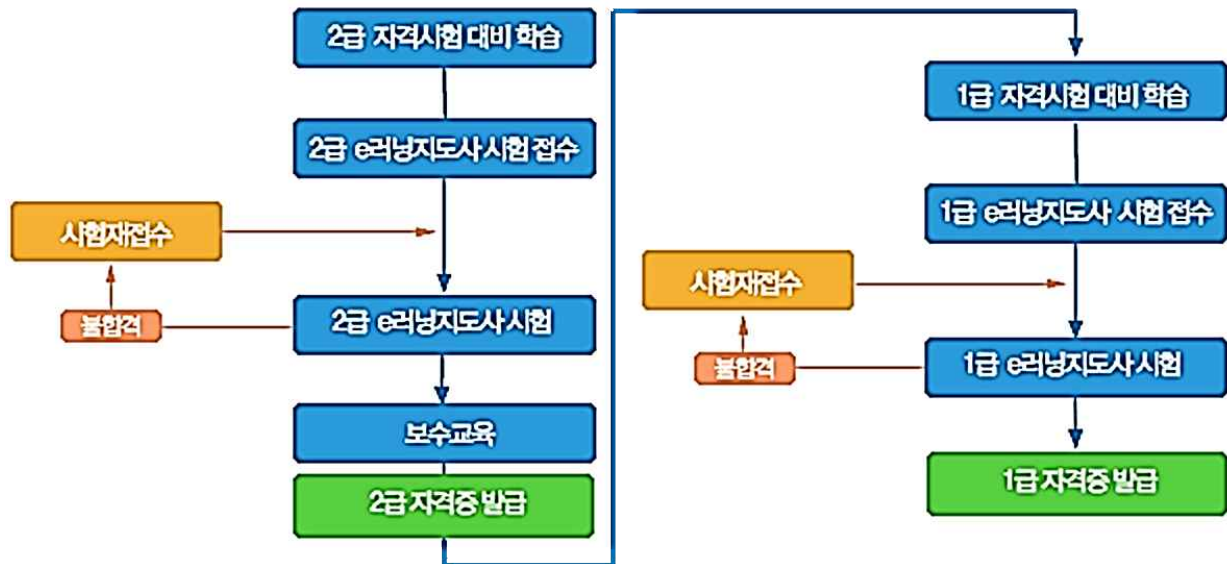 2급 자격시험 대비 학습
2급 e러닝지도사 시험 접수
시험재접수
불합격
2급 e러닝지도사 시험
보수교육
2급 자격증 발급
1급 자격시험 대비 학습
1급 e러닝지도사 시험 접수
시험재접수
불합격
1급 e러닝지도사 시험
1급 자격증 발급